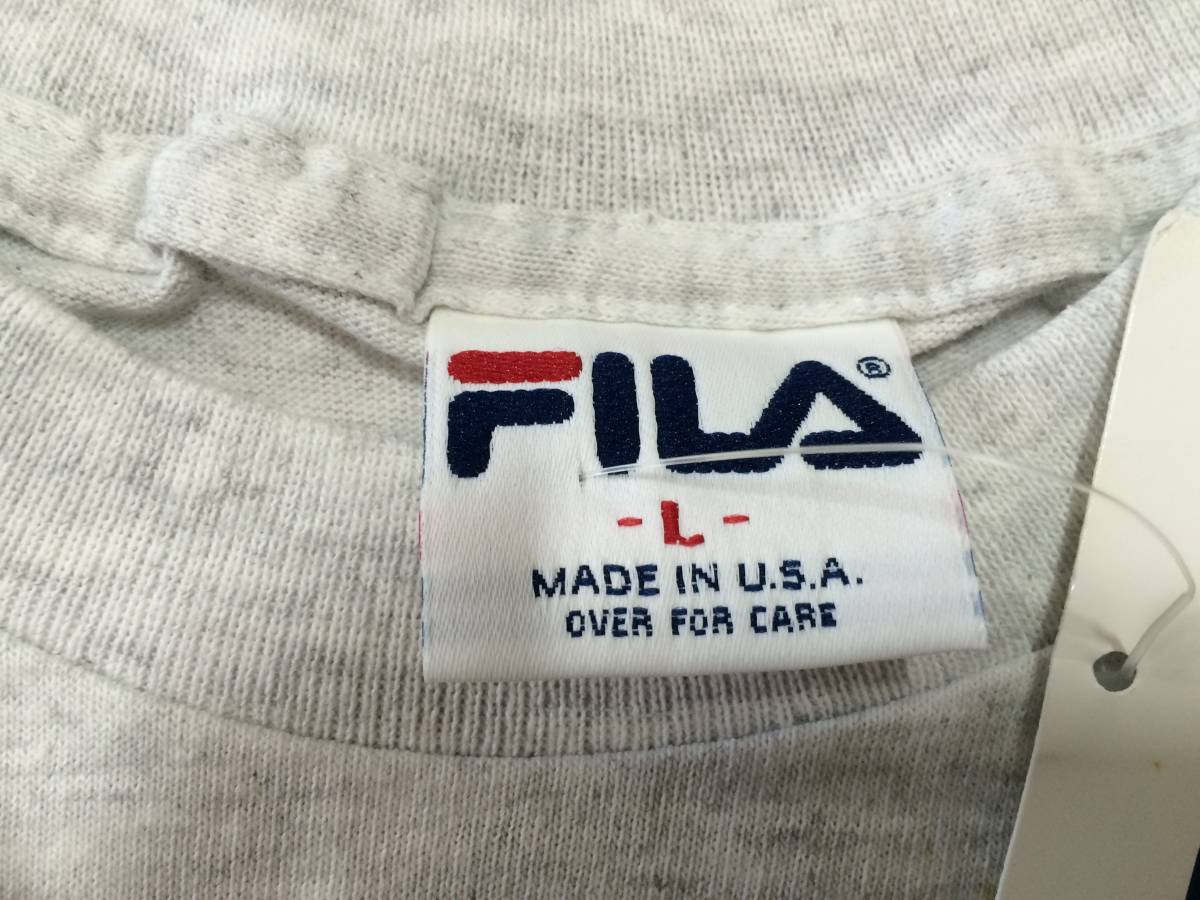 FILA®
- L -
MADE IN U.S.A.
OVER FOR CARE